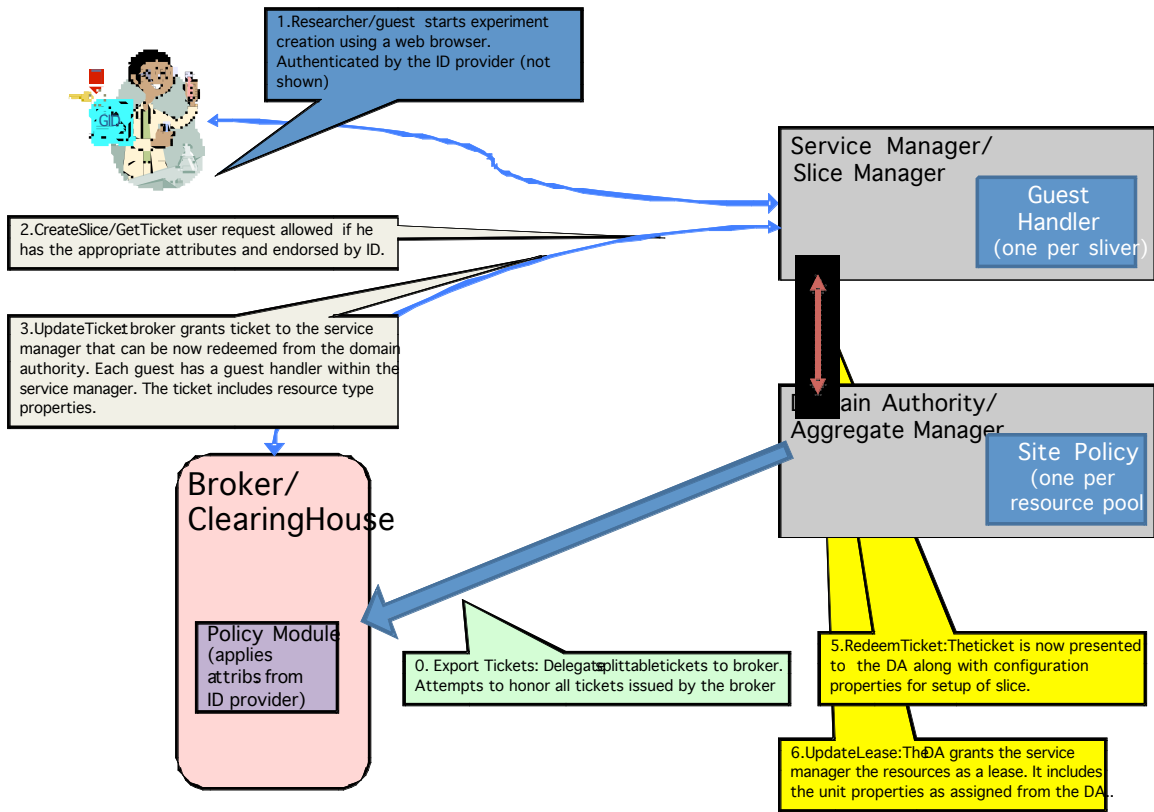 1.Researcher/guest starts experiment
creation using a web browser.
Authenticated by the ID provider (not
shown)
GID
Service Manager/
Slice Manager
Guest
Handler
(one per sliver)
2.CreateSlice/GetTicket user request allowed if he
has the appropriate attributes and endorsed by ID.
3.UpdateTicket:broker grants ticket to the service
manager that can be now redeemed from the domain
authority. Each guest has a guest handler within the
service manager. The ticket includes resource type
properties.
Authority/
Aggregate Manager
Site Policy
(one per
resource pool
Broker/
ClearingHouse
Policy Module
(applies
attribs from
ID provider)
0. Export Tickets: Delegate splittable tickets to broker.
Attempts to honor all tickets issued by the broker
5.RedeemTicket:Theticket is now presented
to the DA along with configuration
properties for setup of slice.
6.UpdateLease:The DA grants the service
manager the resources as a lease. It includes
the unit properties as assigned from the DA..